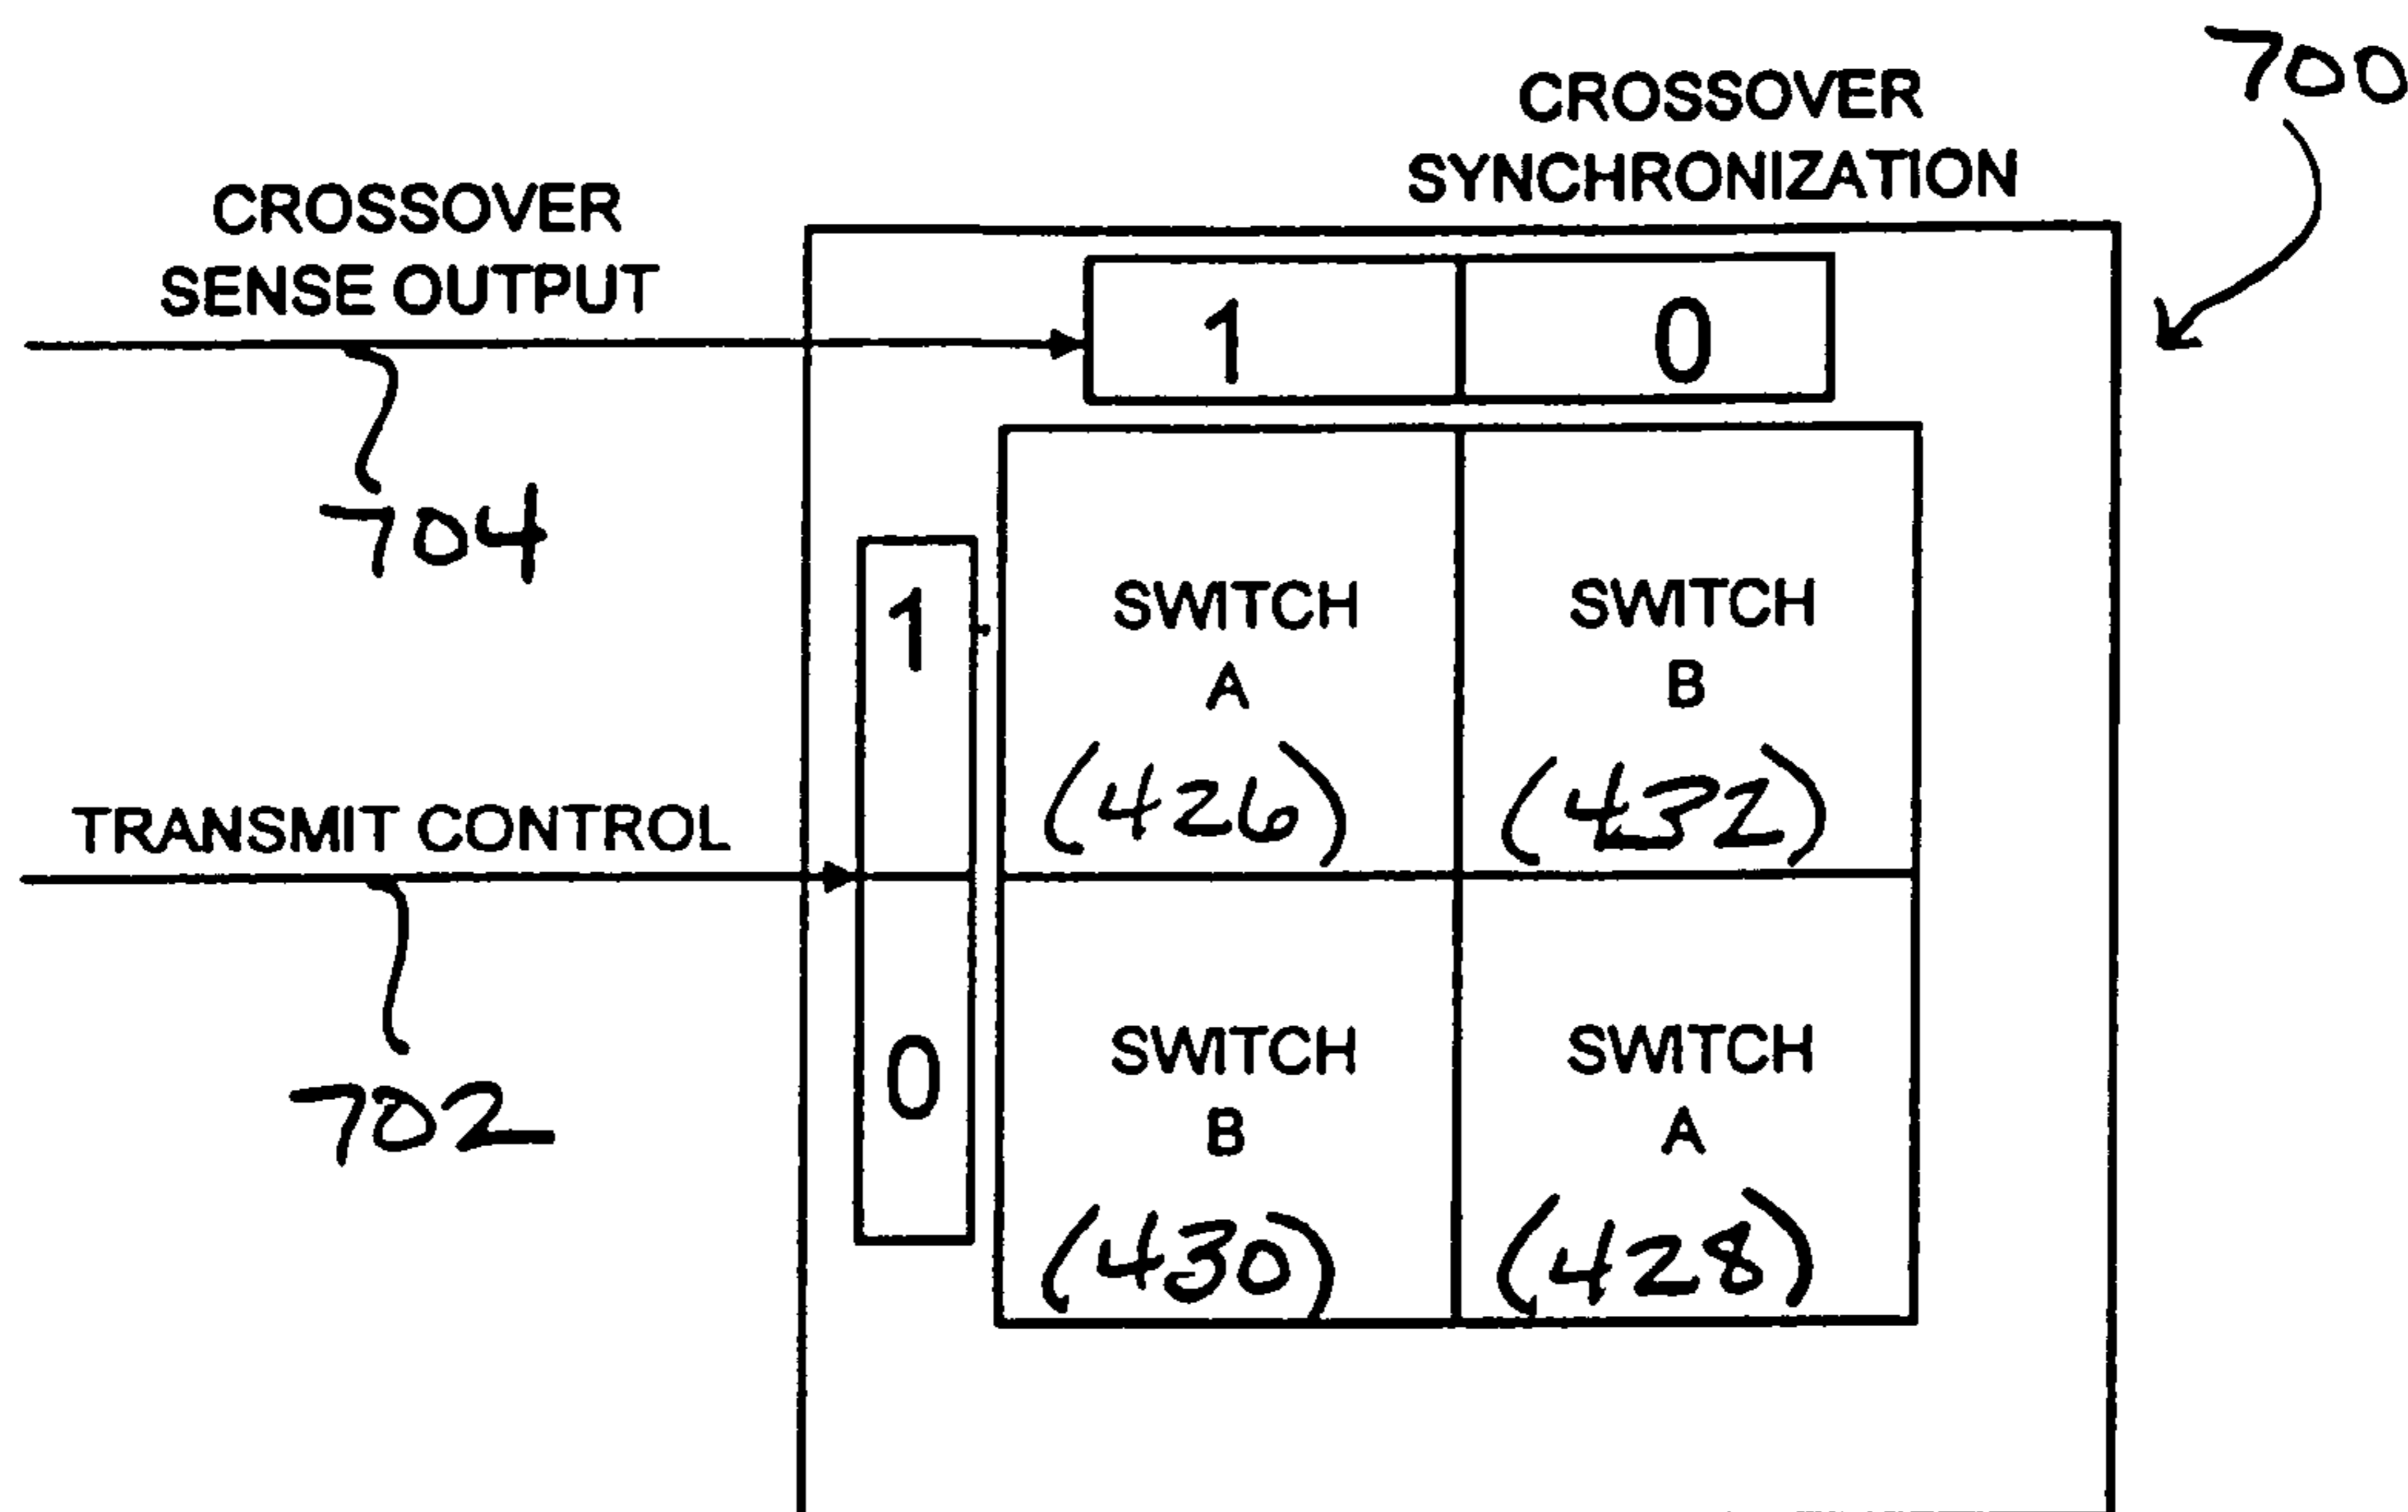 700
CROSSOVER
SYNCHRONIZATION
CROSSOVER
SENSE OUTPUT
1 0
704
1
SWITCH
A
(426)
SWITCH
B
(432)
TRANSMIT CONTROL
702
0
SWITCH
B
(430)
SWITCH
A
(428)